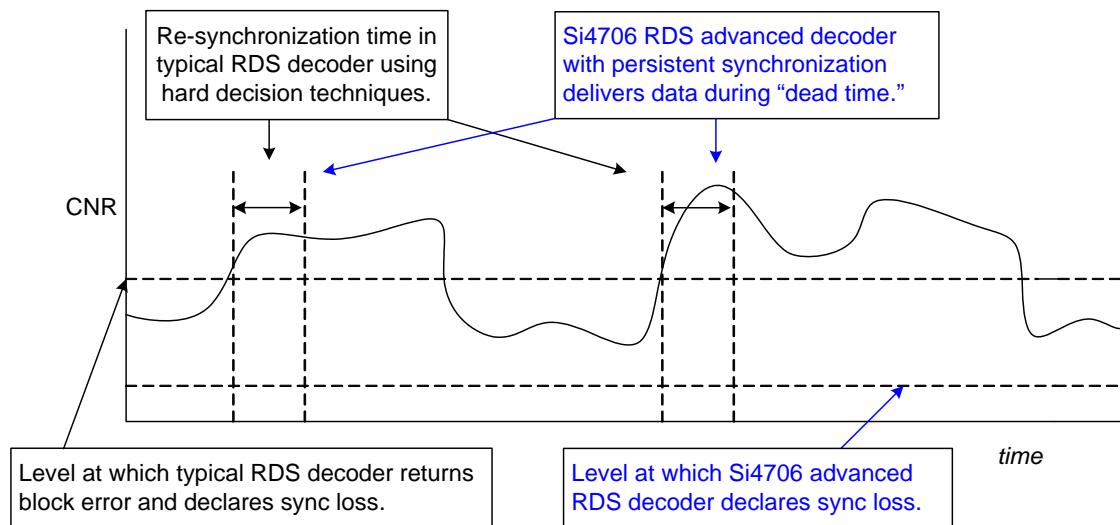 Re-synchronization time in
typical RDS decoder using
hard decision techniques.
Si4706 RDS advanced decoder
with persistent synchronization
delivers data during “dead time.”
CNR
Level at which typical RDS decoder returns
block error and declares sync loss.
Level at which Si4706 advanced
RDS decoder declares sync loss.
time